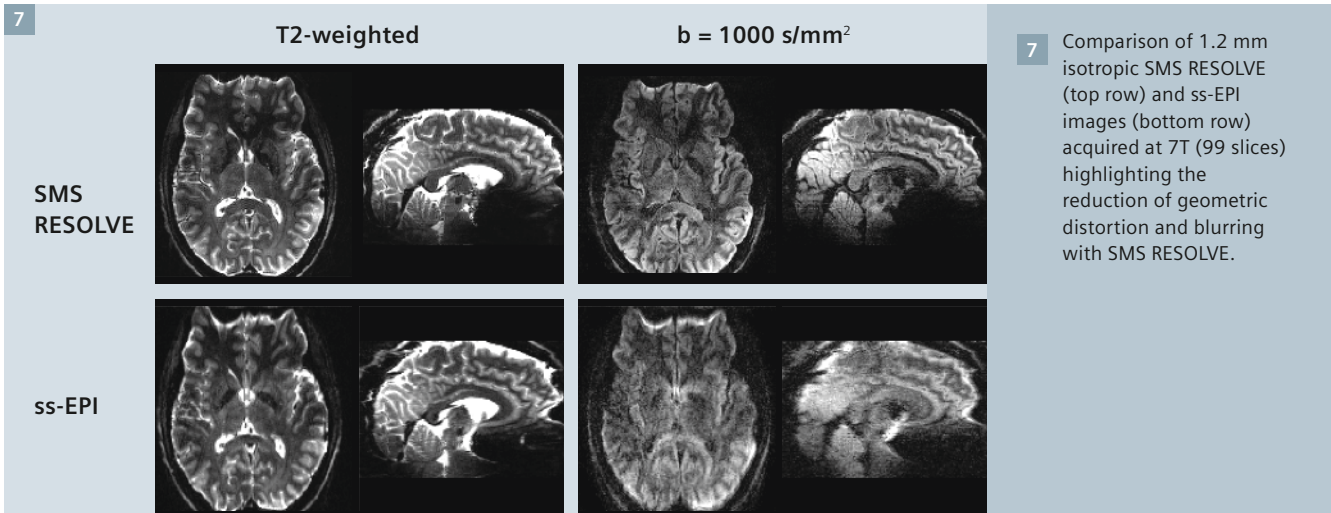 7
T2-weighted
b = 1000 s/mm²
SMS
RESOLVE
ss-EPI
7
Comparison of 1.2 mm
isotropic SMS RESOLVE
(top row) and ss-EPI
images (bottom row)
acquired at 7T (99 slices)
highlighting the
reduction of geometric
distortion and blurring
with SMS RESOLVE.